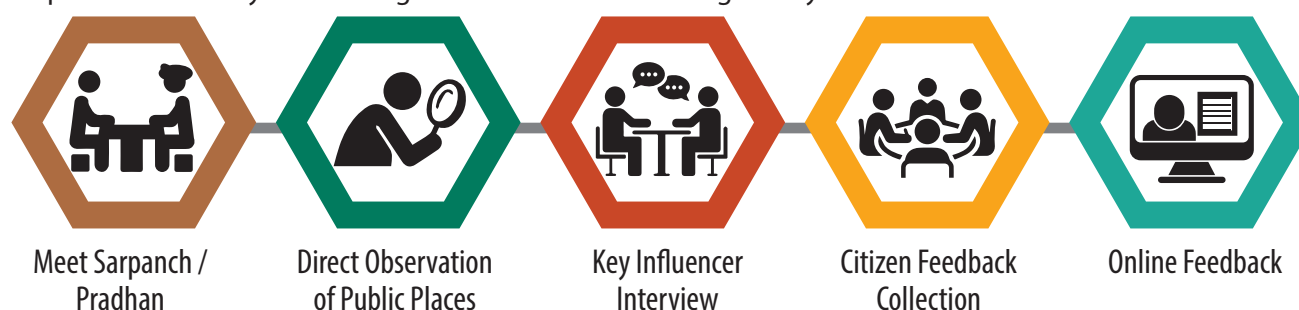 Meet Sarpanch /
Pradhan
Direct Observation
of Public Places
Key Influencer
Interview
Citizen Feedback
Collection
Online Feedback